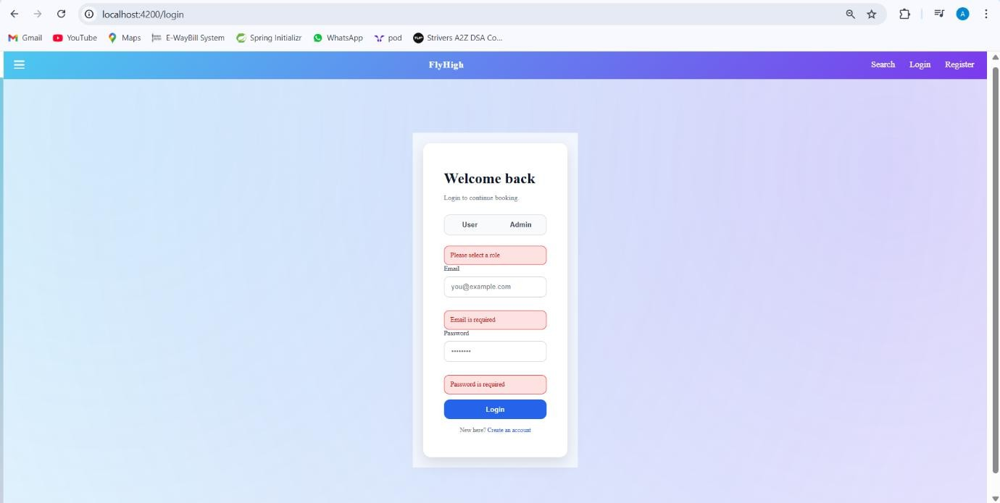 localhost:4200/login
A
Gmail
YouTube
Maps
E-WayBill System
Spring Initializr
WhatsApp
pod
TUF
Strivers A2Z DSA Co...
FlyHigh
Search
Login
Register
Welcome back
Login to continue booking.
User
Admin
Please select a role
Email
you@example.com
Email is required
Password
••••••••
Password is required
Login
New here? Create an account